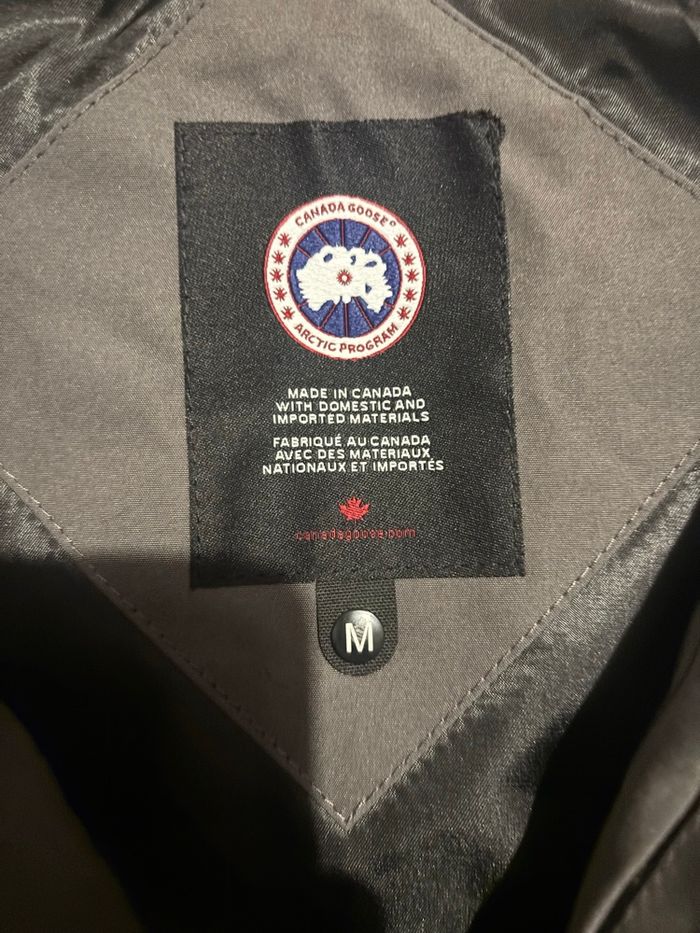 CANADA GOOSE®
ARCTIC PROGRAM
MADE IN CANADA
WITH DOMESTIC AND
IMPORTED MATERIALS
FABRIQUÉ AU CANADA
AVEC DES MATERIAUX
NATIONAUX ET IMPORTÉS
canadagoose.com
M